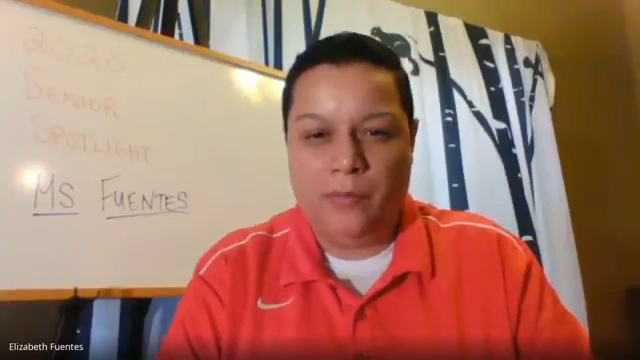 2020
Senior
Spotlight
Ms Fuentes
Elizabeth Fuentes